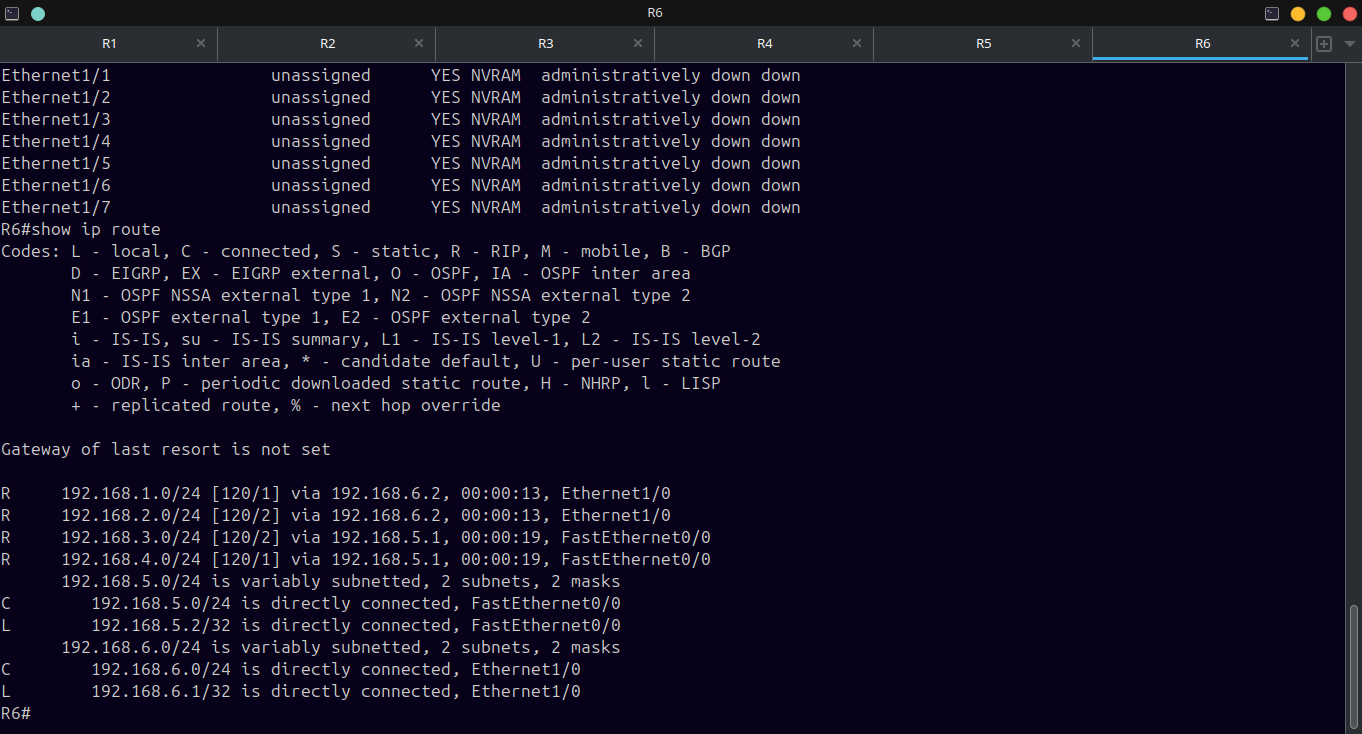 R6
R1 R2 R3 R4 R5 R6
Ethernet1/1                unassigned      YES NVRAM  administratively down down
Ethernet1/2                unassigned      YES NVRAM  administratively down down
Ethernet1/3                unassigned      YES NVRAM  administratively down down
Ethernet1/4                unassigned      YES NVRAM  administratively down down
Ethernet1/5                unassigned      YES NVRAM  administratively down down
Ethernet1/6                unassigned      YES NVRAM  administratively down down
Ethernet1/7                unassigned      YES NVRAM  administratively down down
R6#show ip route
Codes: L - local, C - connected, S - static, R - RIP, M - mobile, B - BGP
       D - EIGRP, EX - EIGRP external, O - OSPF, IA - OSPF inter area
       N1 - OSPF NSSA external type 1, N2 - OSPF NSSA external type 2
       E1 - OSPF external type 1, E2 - OSPF external type 2
       i - IS-IS, su - IS-IS summary, L1 - IS-IS level-1, L2 - IS-IS level-2
       ia - IS-IS inter area, * - candidate default, U - per-user static route
       o - ODR, P - periodic downloaded static route, H - NHRP, l - LISP
       + - replicated route, % - next hop override

Gateway of last resort is not set

R     192.168.1.0/24 [120/1] via 192.168.6.2, 00:00:13, Ethernet1/0
R     192.168.2.0/24 [120/2] via 192.168.6.2, 00:00:13, Ethernet1/0
R     192.168.3.0/24 [120/2] via 192.168.5.1, 00:00:19, FastEthernet0/0
R     192.168.4.0/24 [120/1] via 192.168.5.1, 00:00:19, FastEthernet0/0
      192.168.5.0/24 is variably subnetted, 2 subnets, 2 masks
C        192.168.5.0/24 is directly connected, FastEthernet0/0
L        192.168.5.2/32 is directly connected, FastEthernet0/0
      192.168.6.0/24 is variably subnetted, 2 subnets, 2 masks
C        192.168.6.0/24 is directly connected, Ethernet1/0
L        192.168.6.1/32 is directly connected, Ethernet1/0
R6#